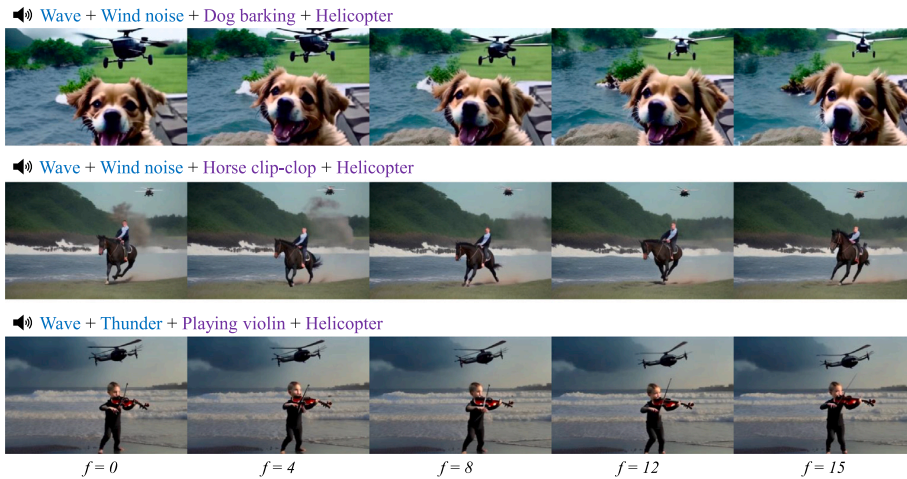 Wave + Wind noise + Dog barking + Helicopter
Wave + Wind noise + Horse clip-clop + Helicopter
Wave + Thunder + Playing violin + Helicopter
f = 0 f = 4 f = 8 f = 12 f = 15